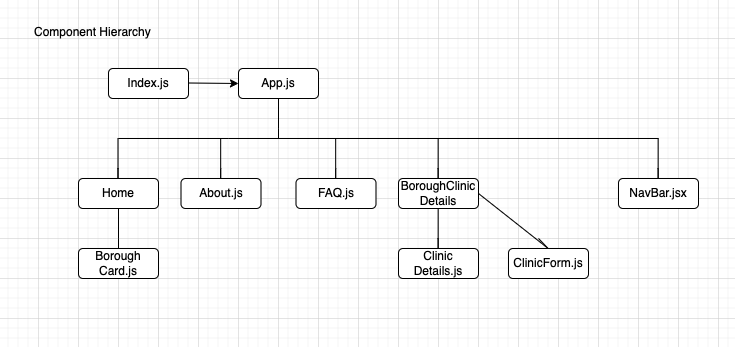 Component Hierarchy
Index.js
App.js
Home
About.js
FAQ.js
BoroughClinic
Details
NavBar.jsx
Borough
Card.js
Clinic
Details.js
ClinicForm.js